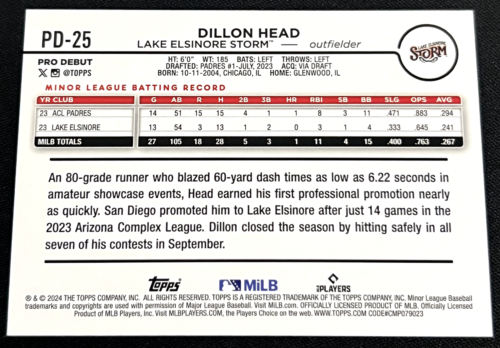 PD-25
DILLON HEAD
LAKE ELSINORE STORM™ — outfielder
LAKE ELSINORE
STORM
PRO DEBUT
@TOPPS
HT: 6'0" WT: 185 BATS: LEFT THROWS: LEFT
DRAFTED: PADRES #1-JULY, 2023 ACQ: VIA DRAFT
BORN: 10-11-2004, CHICAGO, IL HOME: GLENWOOD, IL
MINOR LEAGUE BATTING RECORD
YR CLUB G AB R H 2B 3B HR RBI SB BB SLG OPS AVG
23 ACL PADRES 14 51 15 15 4 1 1 8 3 11 .471 .883 .294
23 LAKE ELSINORE 13 54 3 13 1 2 0 3 1 4 .333 .645 .241
MiLB TOTALS 27 105 18 28 5 3 1 11 4 15 .400 .763 .267
An 80-grade runner who blazed 60-yard dash times as low as 6.22 seconds in
amateur showcase events, Head earned his first professional promotion nearly
as quickly. San Diego promoted him to Lake Elsinore after just 14 games in the
2023 Arizona Complex League. Dillon closed the season by hitting safely in all
seven of his contests in September.
Topps MiLB PLAYERS
® & © 2024 THE TOPPS COMPANY, INC. ALL RIGHTS RESERVED. TOPPS IS A REGISTERED TRADEMARK OF THE TOPPS COMPANY, INC. Minor League Baseball
trademarks and copyrights are used with permission of Major League Baseball. Visit MiLB.com. OFFICIALLY LICENSED PRODUCT OF MiLB. Officially Licensed
Product of MLB Players, Inc. Visit MLBPLAYERS.com, the Players Choice on the web. WWW.TOPPS.COM CODE#CMP079023